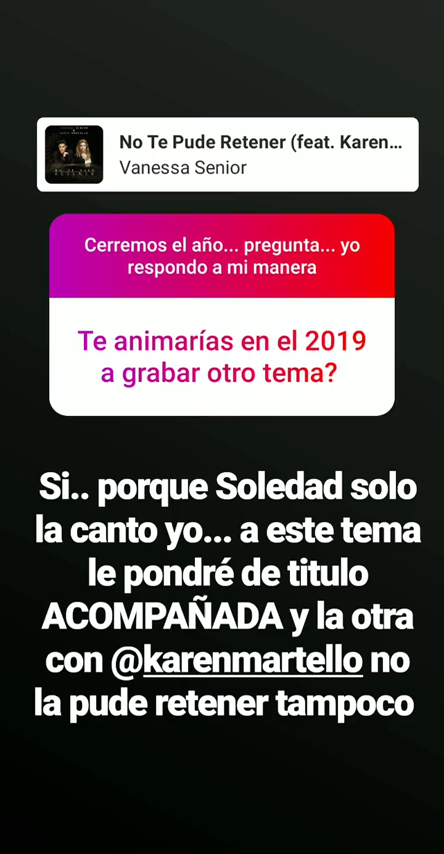 No Te Pude Retener (feat. Karen...
Vanessa Senior
Cerremos el año... pregunta... yo
respondo a mi manera
Te animarías en el 2019
a grabar otro tema?
Si.. porque Soledad solo
la canto yo... a este tema
le pondré de titulo
ACOMPAÑADA y la otra
con @karenmartello no
la pude retener tampoco